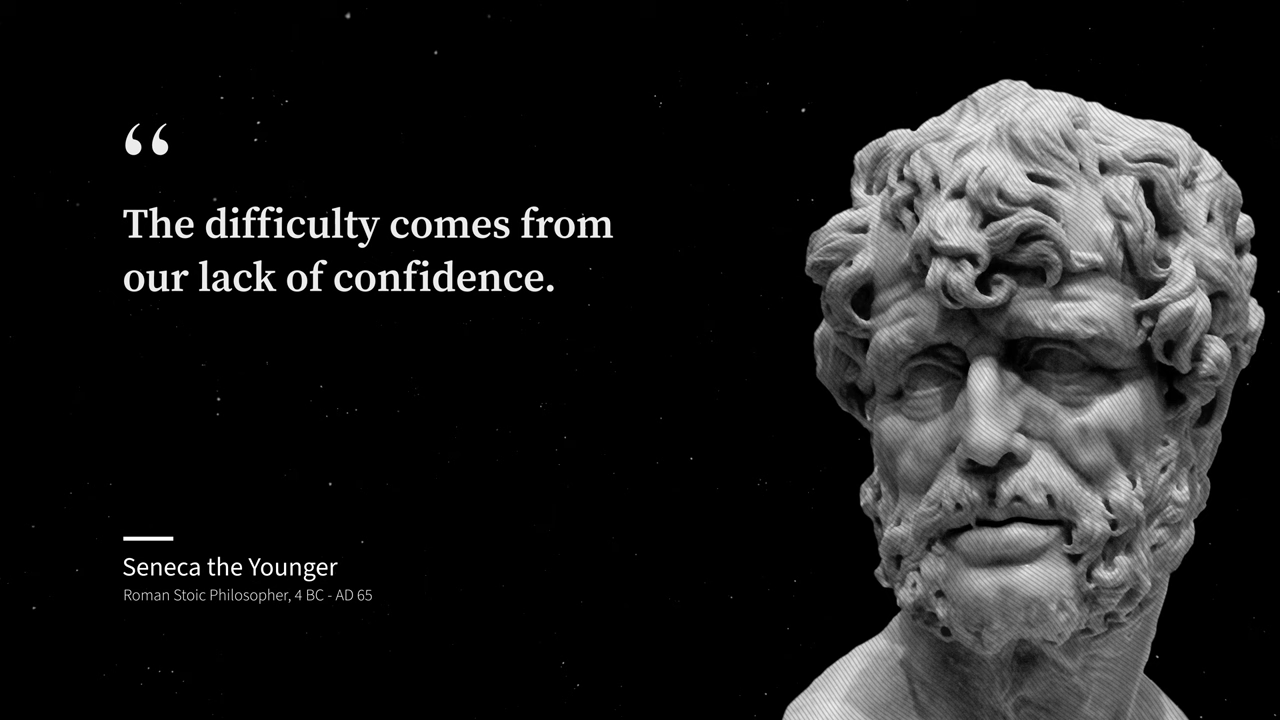 “
The difficulty comes from
our lack of confidence.
Seneca the Younger
Roman Stoic Philosopher, 4 BC - AD 65